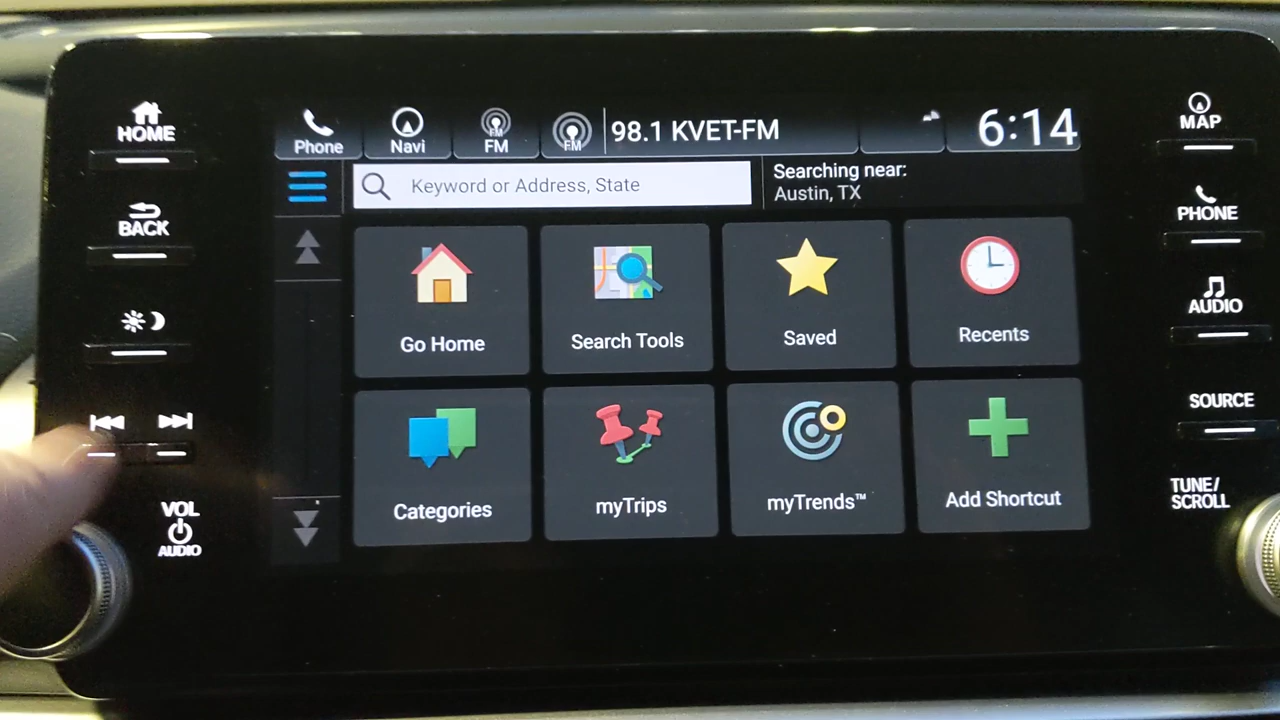 HOME
BACK
VOL
AUDIO
Phone
Navi
FM
FM
FM
98.1 KVET-FM
6:14
Keyword or Address, State
Searching near:
Austin, TX
Go Home
Search Tools
Saved
Recents
Categories
myTrips
myTrends™
Add Shortcut
MAP
PHONE
AUDIO
SOURCE
TUNE/
SCROLL